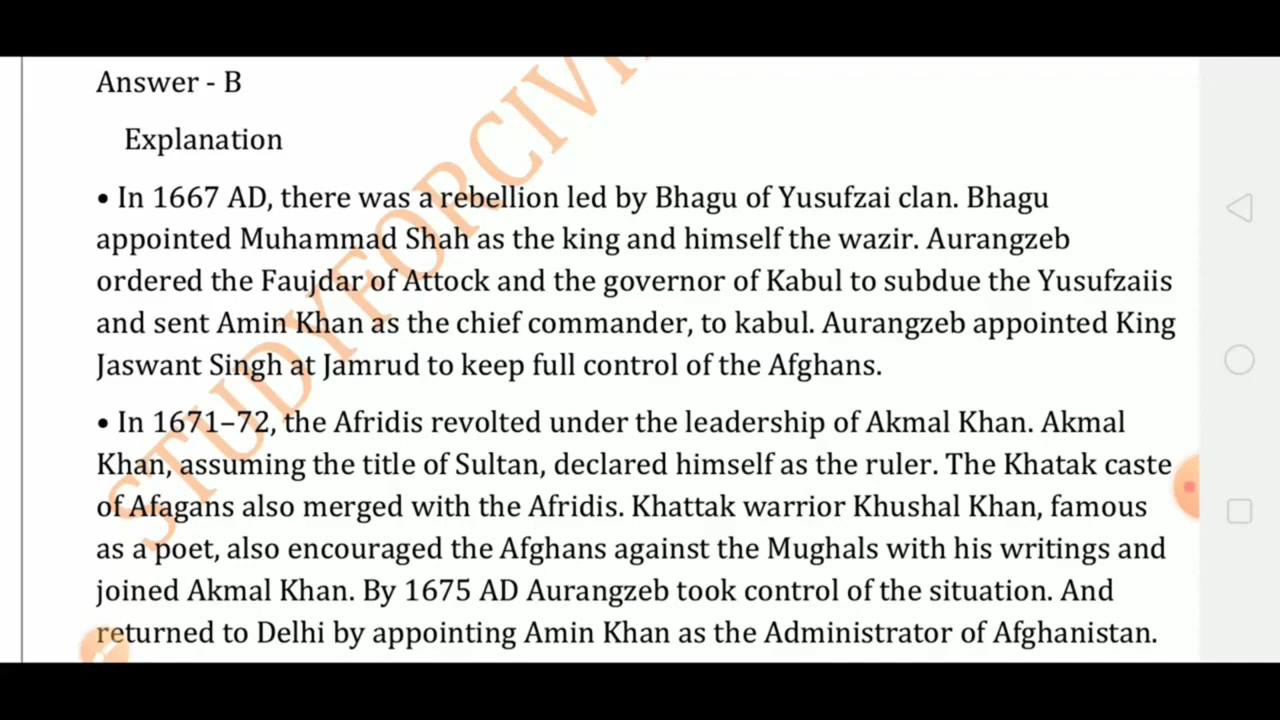 Answer - B
Explanation
• In 1667 AD, there was a rebellion led by Bhagu of Yusufzai clan. Bhagu
appointed Muhammad Shah as the king and himself the wazir. Aurangzeb
ordered the Faujdar of Attock and the governor of Kabul to subdue the Yusufzaiis
and sent Amin Khan as the chief commander, to kabul. Aurangzeb appointed King
Jaswant Singh at Jamrud to keep full control of the Afghans.
• In 1671–72, the Afridis revolted under the leadership of Akmal Khan. Akmal
Khan, assuming the title of Sultan, declared himself as the ruler. The Khatak caste
of Afagans also merged with the Afridis. Khattak warrior Khushal Khan, famous
as a poet, also encouraged the Afghans against the Mughals with his writings and
joined Akmal Khan. By 1675 AD Aurangzeb took control of the situation. And
returned to Delhi by appointing Amin Khan as the Administrator of Afghanistan.
STUDYFORCIVI